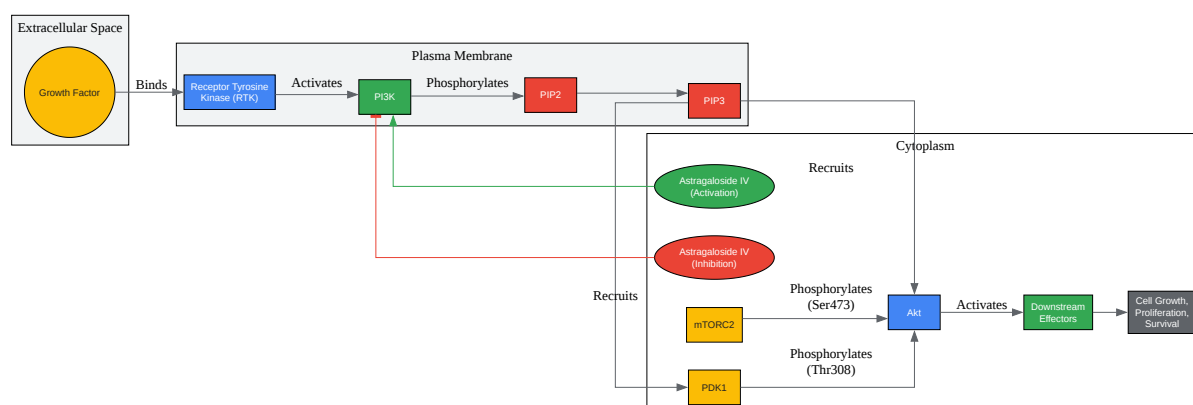 Extracellular Space
Growth Factor
Binds
Plasma Membrane
Receptor Tyrosine
Kinase (RTK)
Activates
PI3K
Phosphorylates
PIP2
PIP3
Cytoplasm
Recruits
Astragaloside IV
(Activation)
Astragaloside IV
(Inhibition)
Recruits
mTORC2
Phosphorylates
(Ser473)
Akt
Activates
Downstream
Effectors
Cell Growth,
Proliferation,
Survival
PDK1
Phosphorylates
(Thr308)